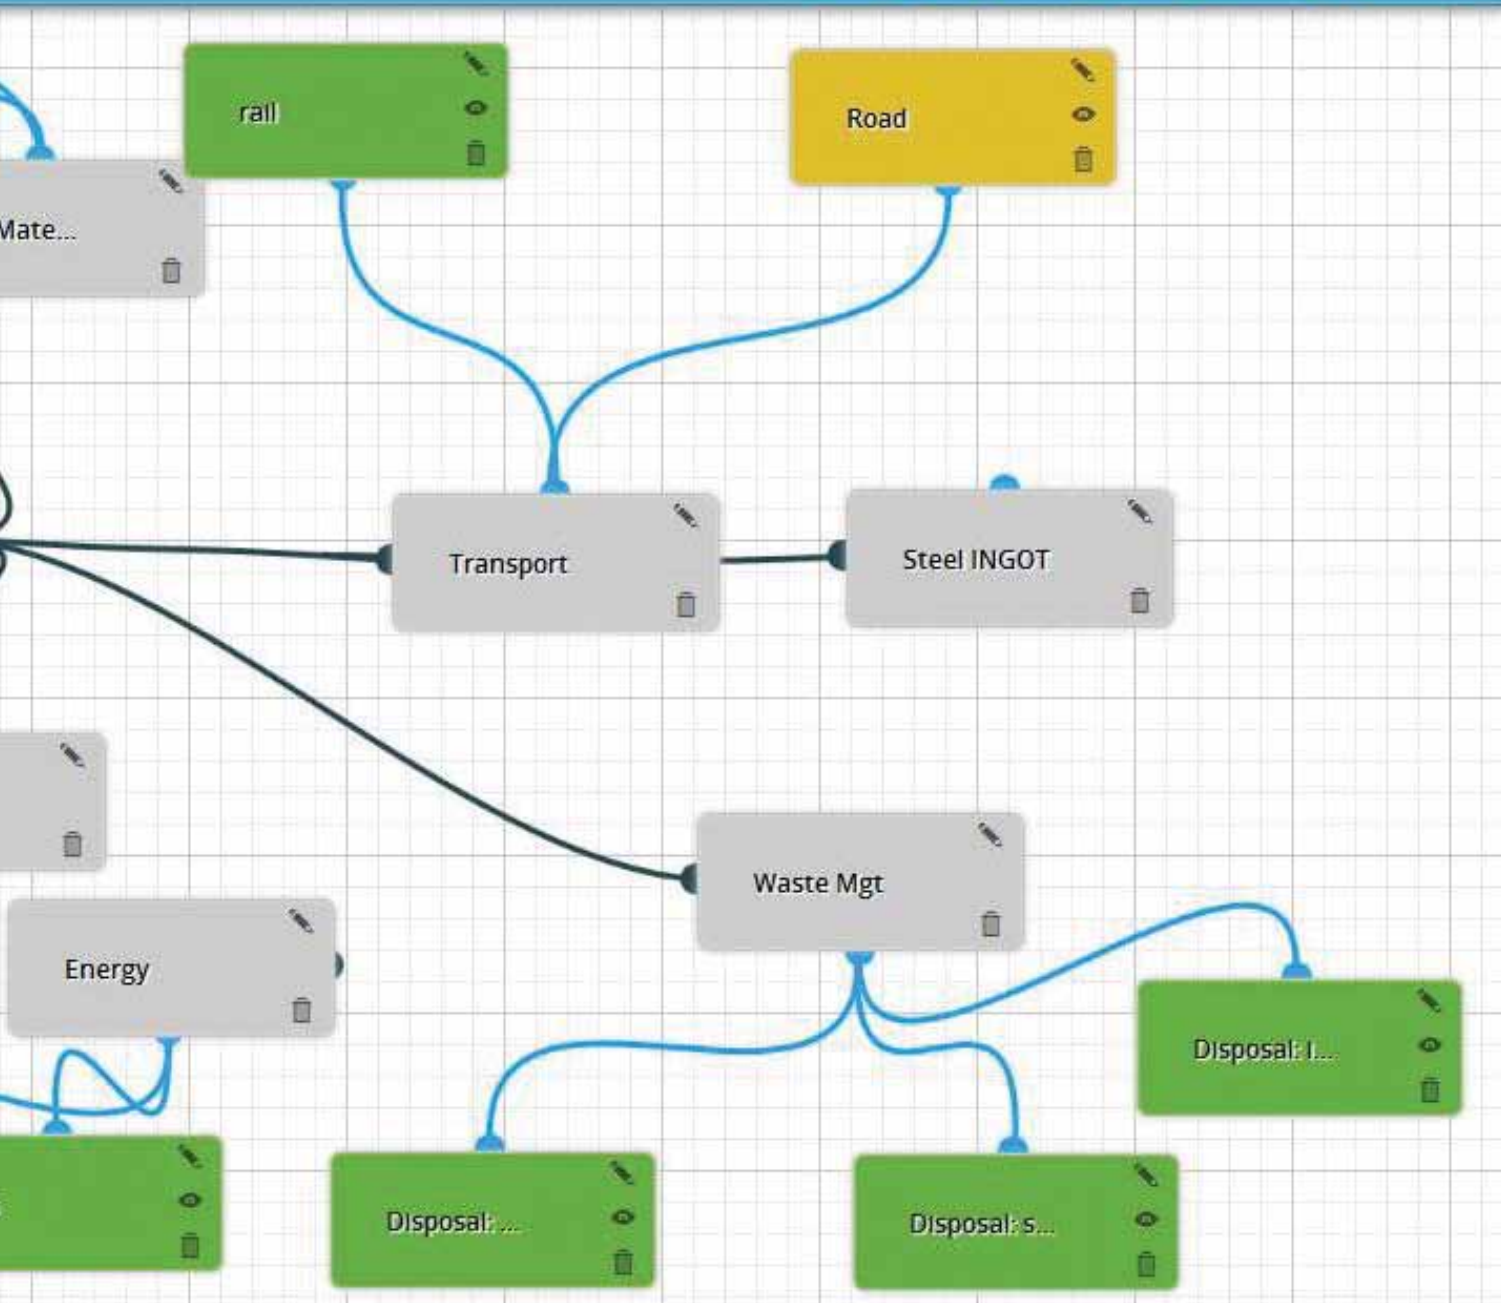 rail
Road
Mate...
Transport
Steel INGOT
Waste Mgt
Energy
Disposal: I...
Disposal: ...
Disposal: s...